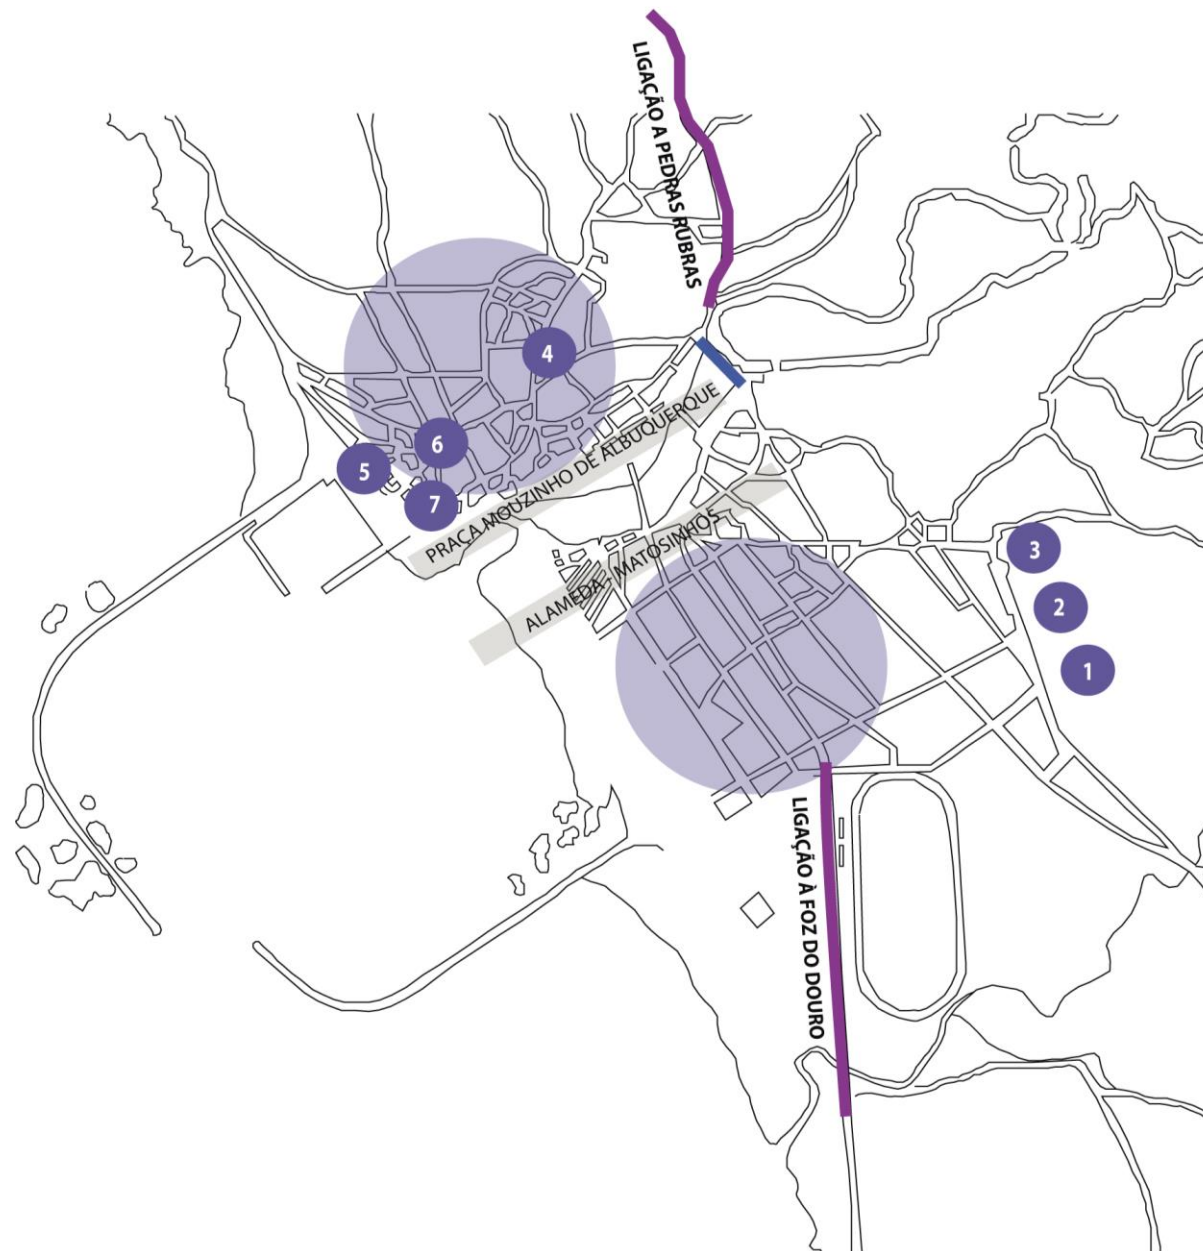 LIGAÇÃO A PEDRAS RUBRAS
4
6
5
7
PRAÇA MOUZINHO DE ALBUQUERQUE
ALAMEDA - MATOSINHOS
3
2
1
LIGAÇÃO À FOZ DO DOURO